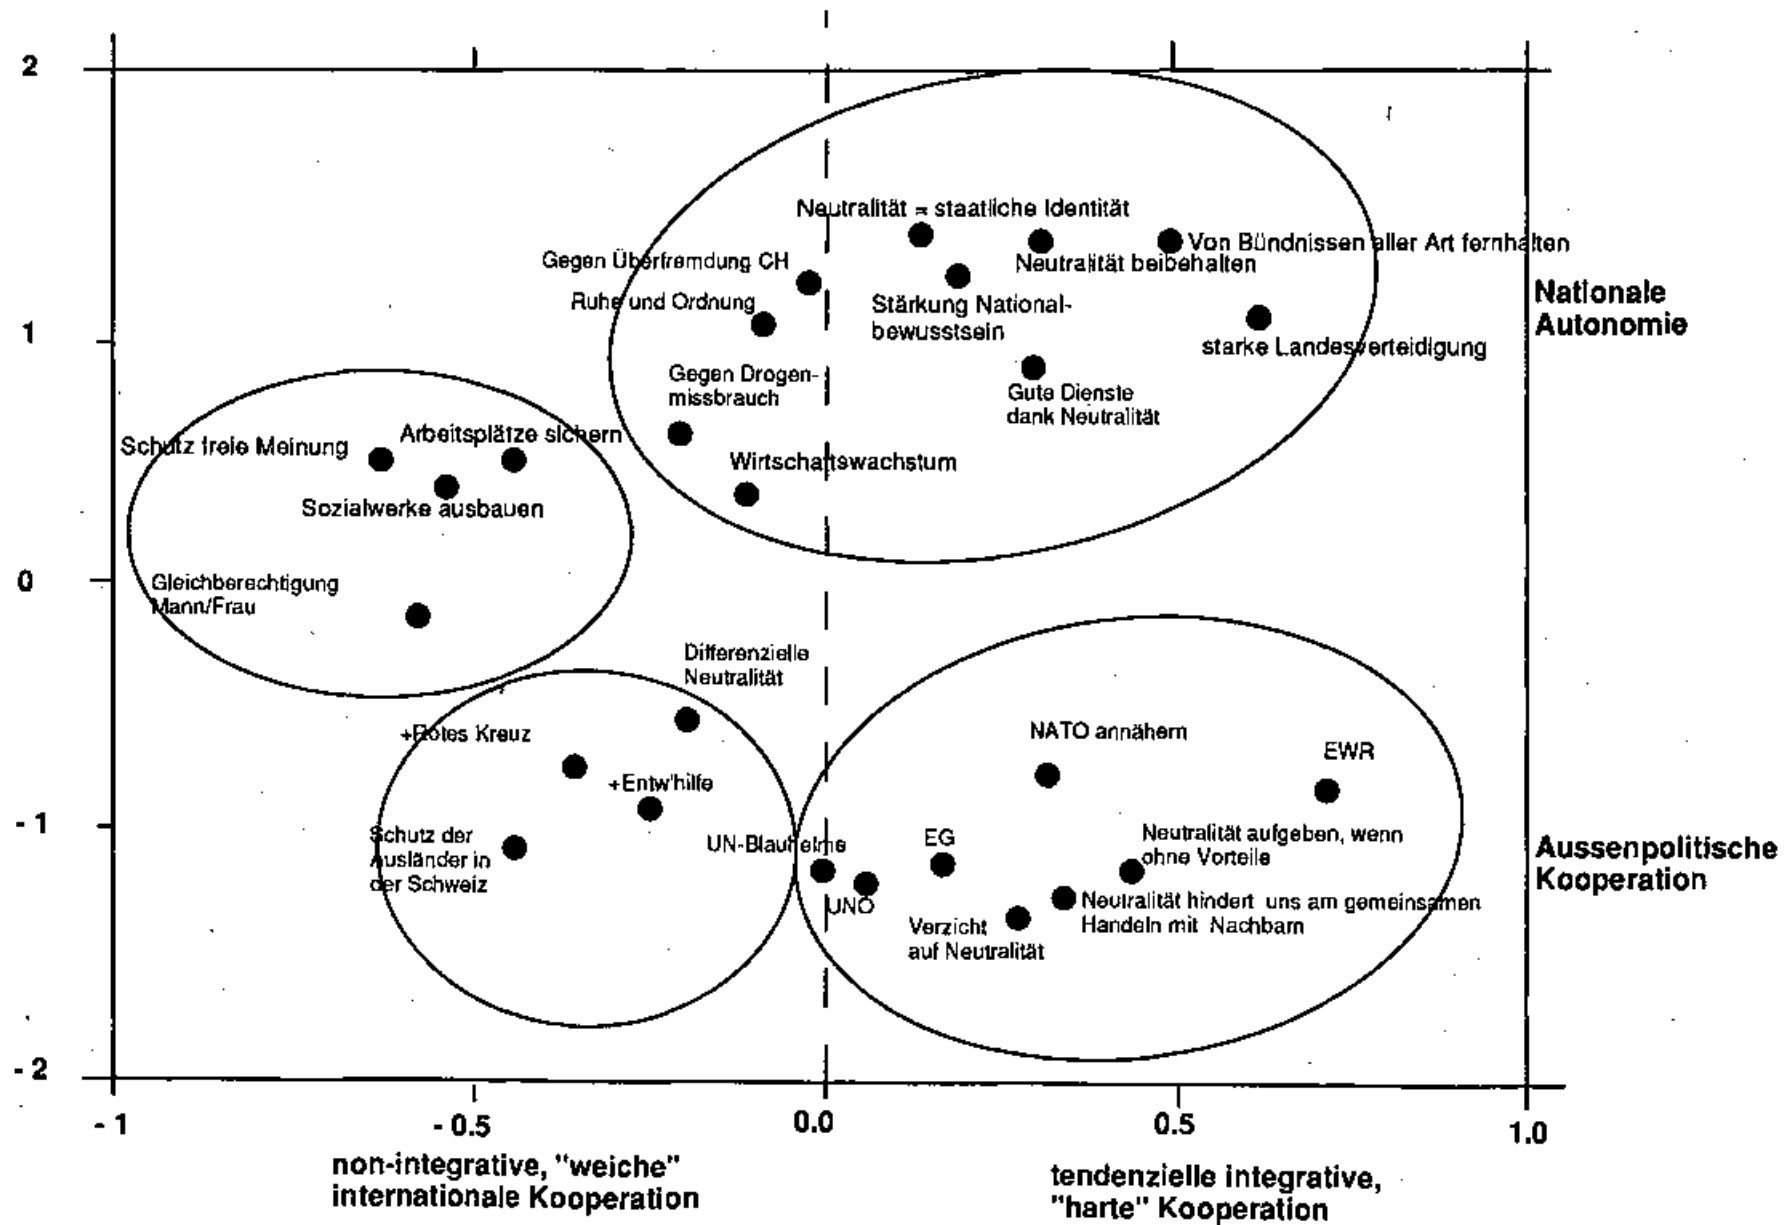 2
Neutralität = staatliche Identität
Von Bündnissen aller Art fernhalten
Gegen Überfremdung CH
Neutralität beibehalten
Ruhe und Ordnung
Stärkung National-
bewusstsein
Nationale
Autonomie
1
starke Landesverteidigung
Gegen Drogen-
missbrauch
Gute Dienste
dank Neutralität
Schutz freie Meinung
Arbeitsplätze sichern
Wirtschaftswachstum
Sozialwerke ausbauen
0
Gleichberechtigung
Mann/Frau
Differenzielle
Neutralität
+Rotes Kreuz
NATO annähern
EWR
+Entw'hilfe
- 1
Schutz der
Ausländer in
der Schweiz
UN-Blauhelme
EG
Neutralität aufgeben, wenn
ohne Vorteile
Aussenpolitische
Kooperation
UNO
Verzicht
auf Neutralität
Neutralität hindert uns am gemeinsamen
Handeln mit Nachbarn
- 2
- 1
- 0.5
0.0
0.5
1.0
non-integrative, "weiche"
internationale Kooperation
tendenzielle integrative,
"harte" Kooperation